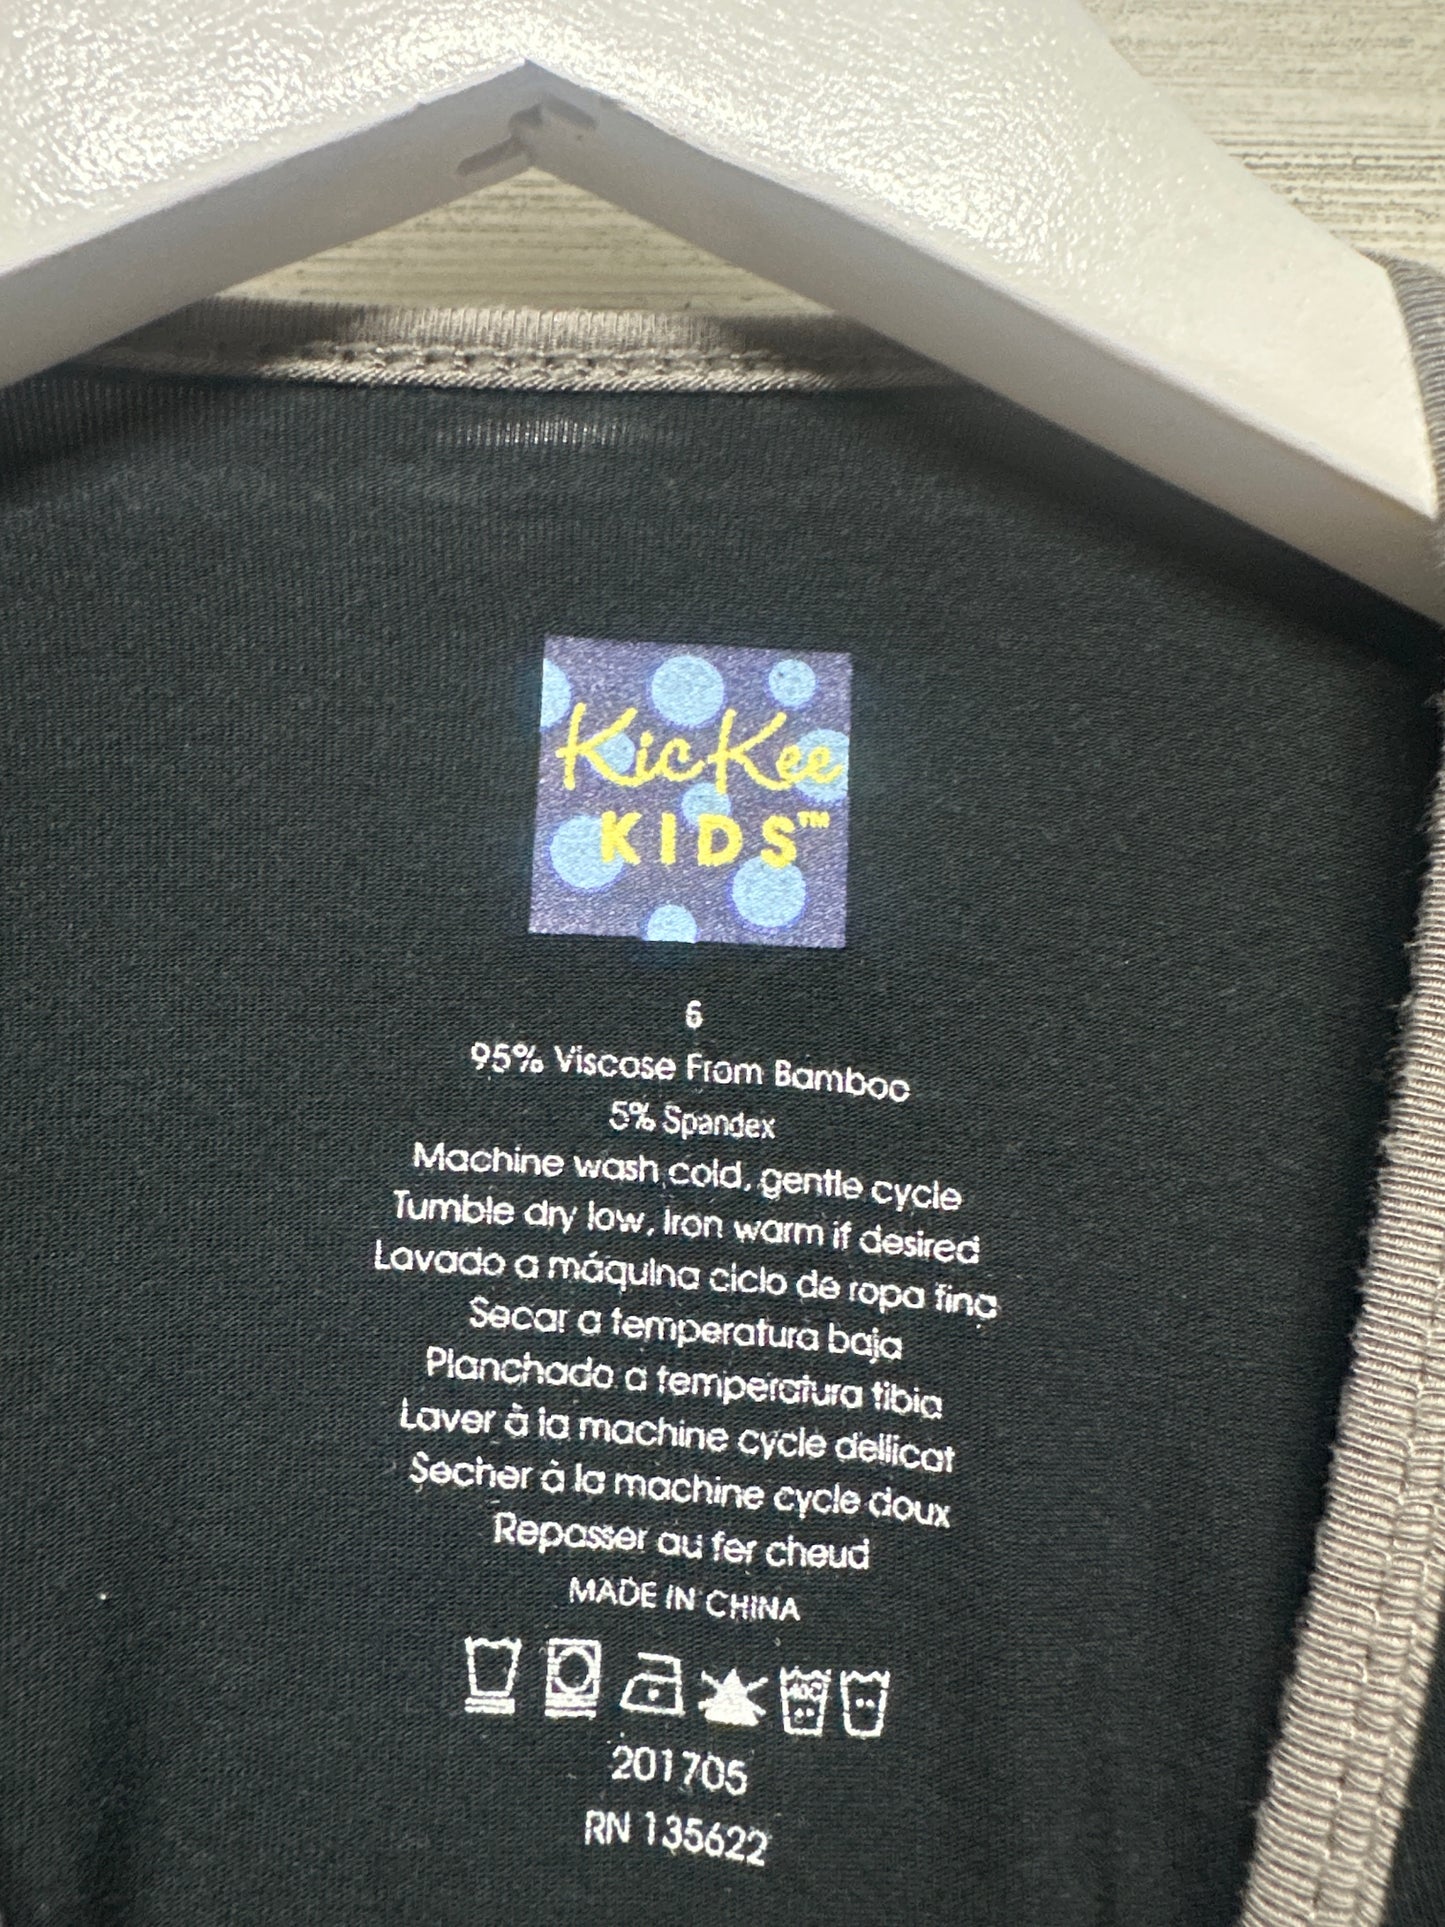 KicKee
KIDS™
6
95% Viscose From Bamboo
5% Spandex
Machine wash cold, gentle cycle
Tumble dry low, iron warm if desired
Lavado a máquina ciclo de ropa fina
Secar a temperatura baja
Planchado a temperatura tibia
Laver à la machine cycle dellicat
Secher à la machine cycle doux
Repasser au fer cheud
MADE IN CHINA
40C
201705
RN 135622